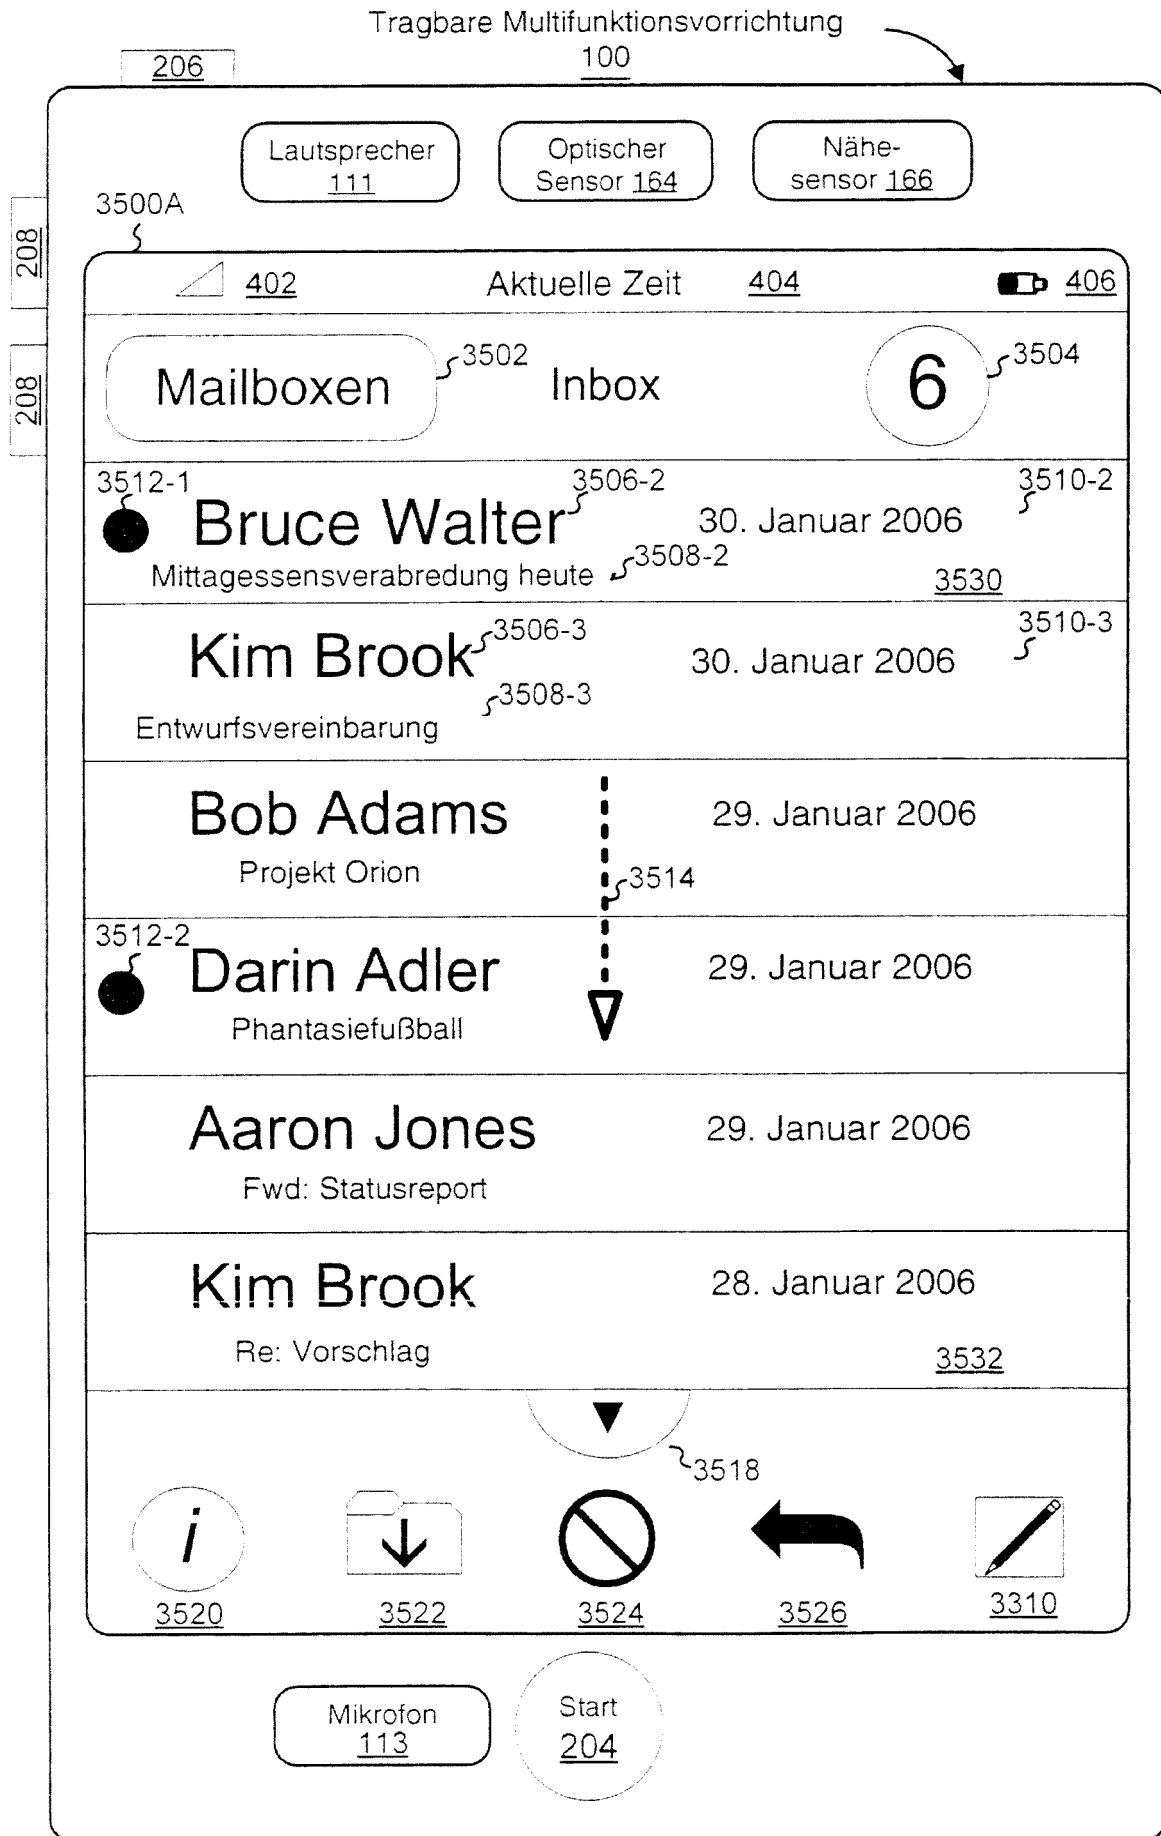 Tragbare Multifunktionsvorrichtung
100
206
Lautsprecher
111
Optischer
Sensor 164
Nähe-
sensor 166
3500A
208
208
402
Aktuelle Zeit
404
406
Mailboxen
3502
Inbox
6
3504
3512-1
Bruce Walter
3506-2
30. Januar 2006
3510-2
Mittagessensverabredung heute
3508-2
3530
Kim Brook
3506-3
30. Januar 2006
3510-3
3508-3
Entwurfsvereinbarung
Bob Adams
29. Januar 2006
Projekt Orion
3514
3512-2
Darin Adler
29. Januar 2006
Phantasiefußball
Aaron Jones
29. Januar 2006
Fwd: Statusreport
Kim Brook
28. Januar 2006
Re: Vorschlag
3532
3518
i
3520
3522
3524
3526
3310
Mikrofon
113
Start
204